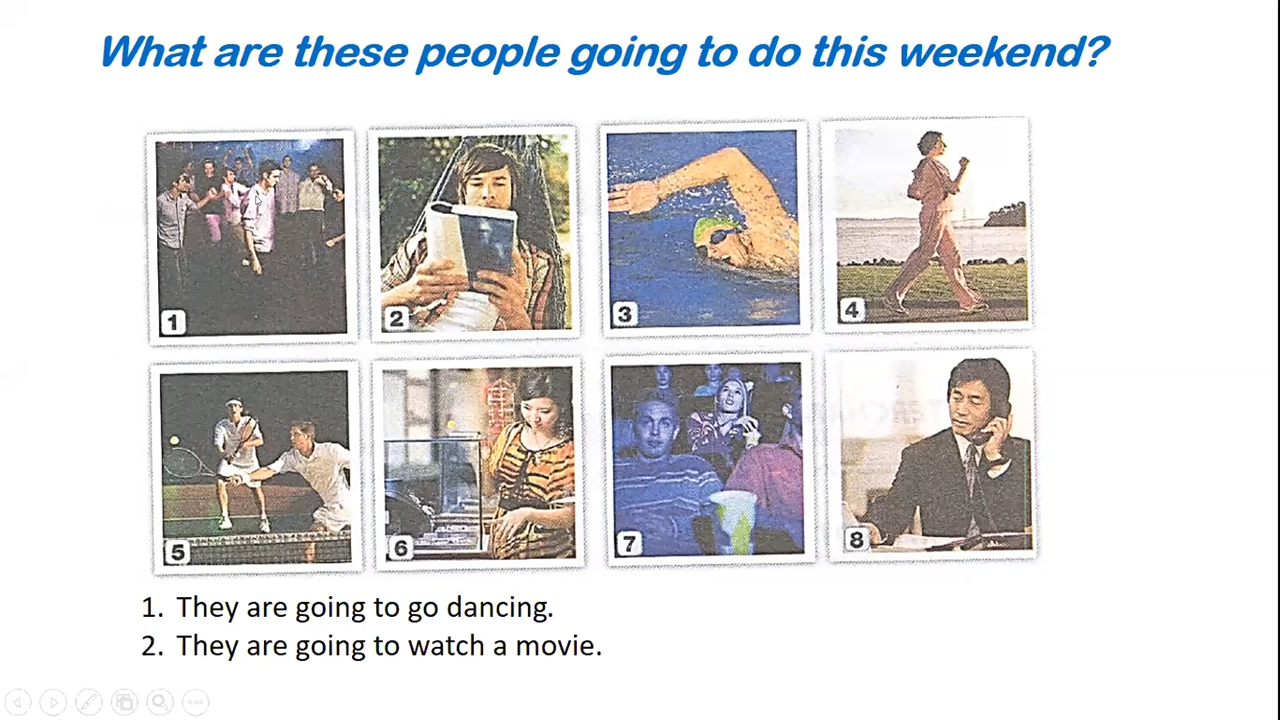 What are these people going to do this weekend?
1
2
3
4
5
6
7
8
1. They are going to go dancing.
2. They are going to watch a movie.